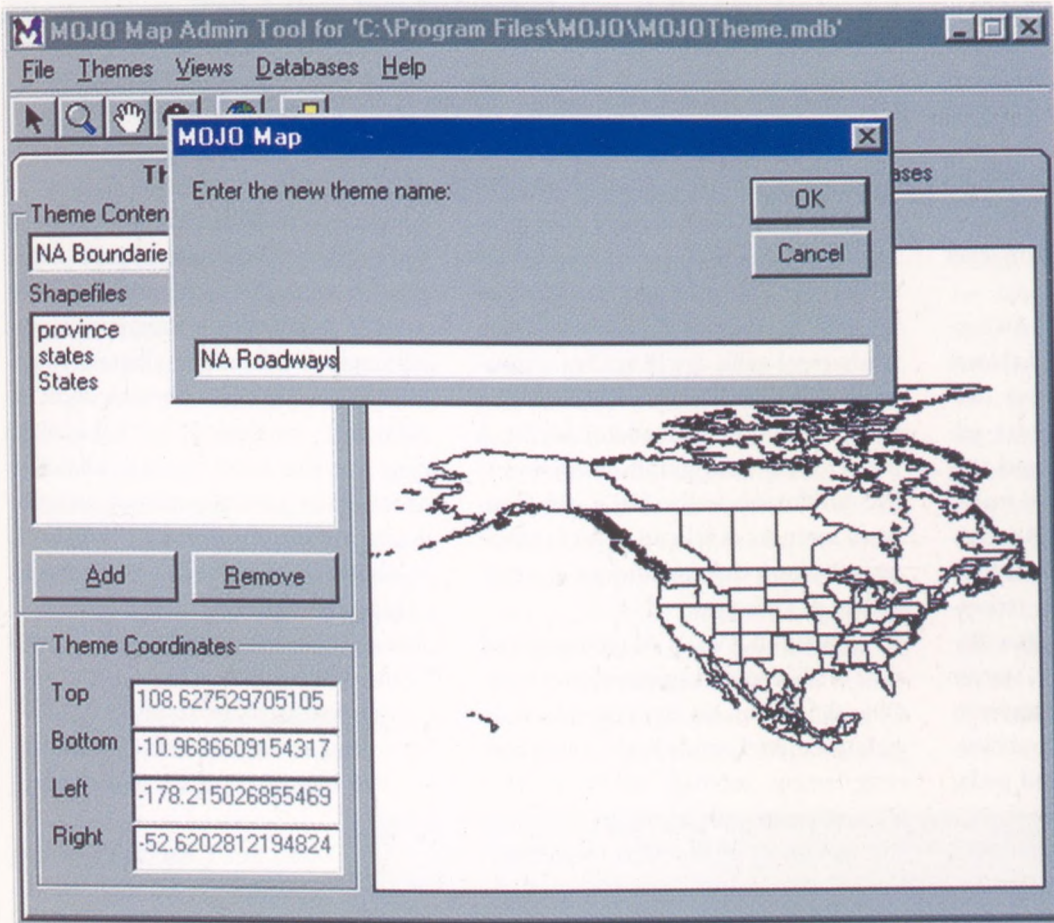 MOJO Map Admin Tool for 'C:\Program Files\MOJO\MOJOTheme.mdb'
File Themes Views Databases Help
MOJO Map
Enter the new theme name:
OK
Cancel
NA Roadways
Th
ases
Theme Conten
NA Boundarie
Shapefiles
province
states
States
Add Remove
Theme Coordinates
Top 108.627529705105
Bottom -10.9686609154317
Left -178.215026855469
Right -52.6202812194824